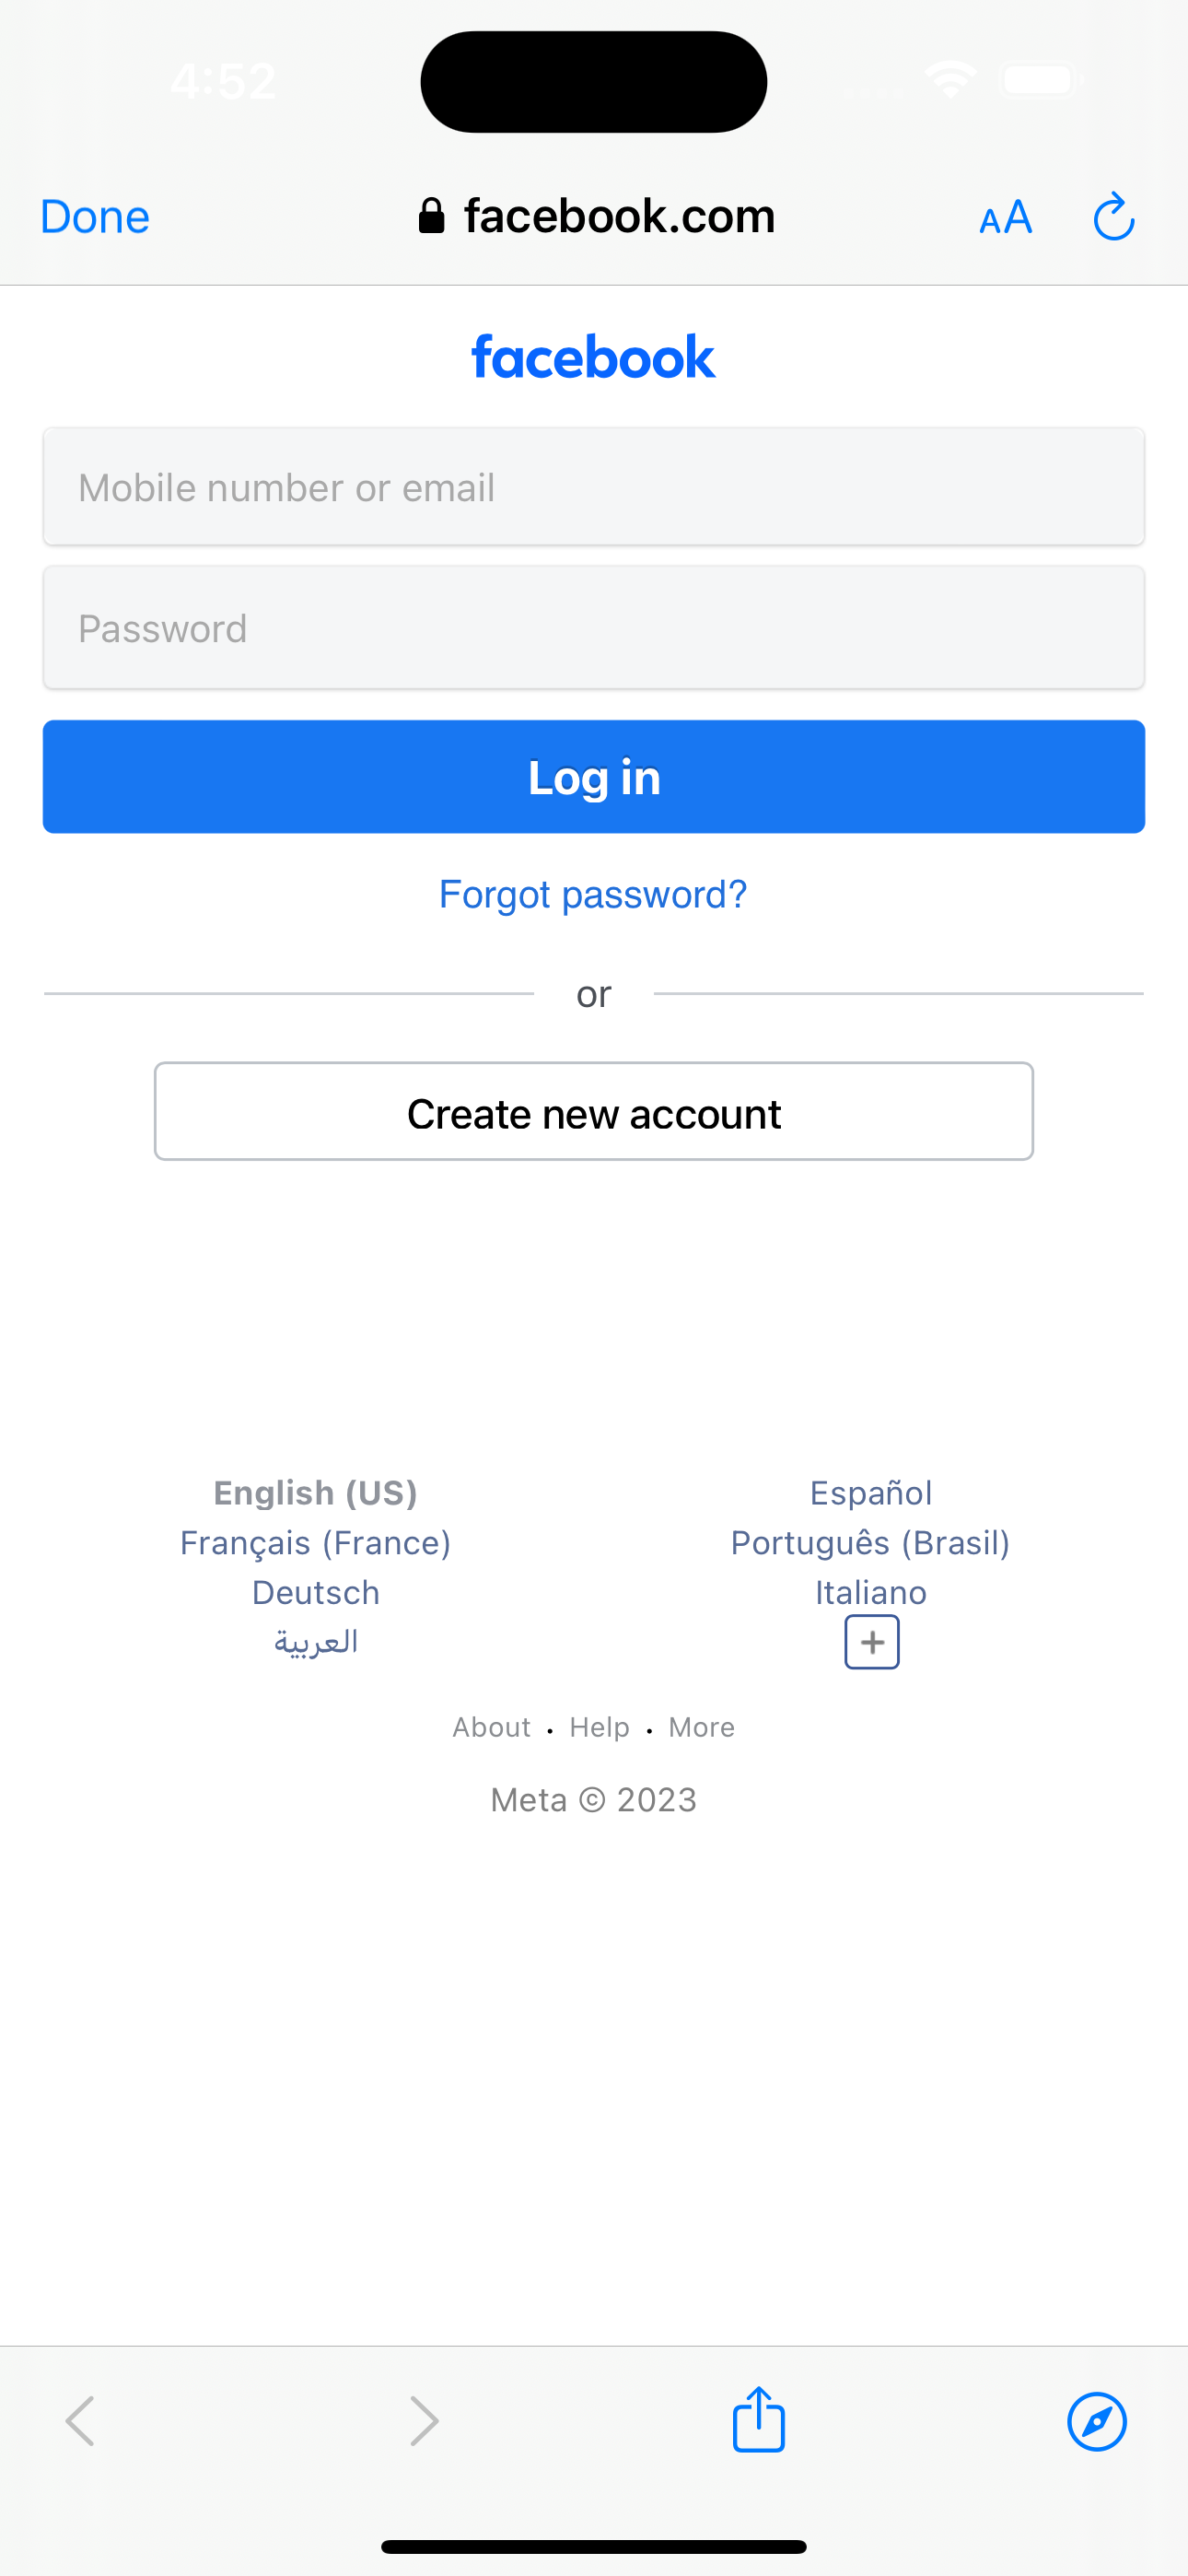 4:52
Done facebook.com AA
facebook
Mobile number or email
Password
Log in
Forgot password?
or
Create new account
English (US) Español
Français (France) Português (Brasil)
Deutsch Italiano
العربية +
About · Help · More
Meta © 2023